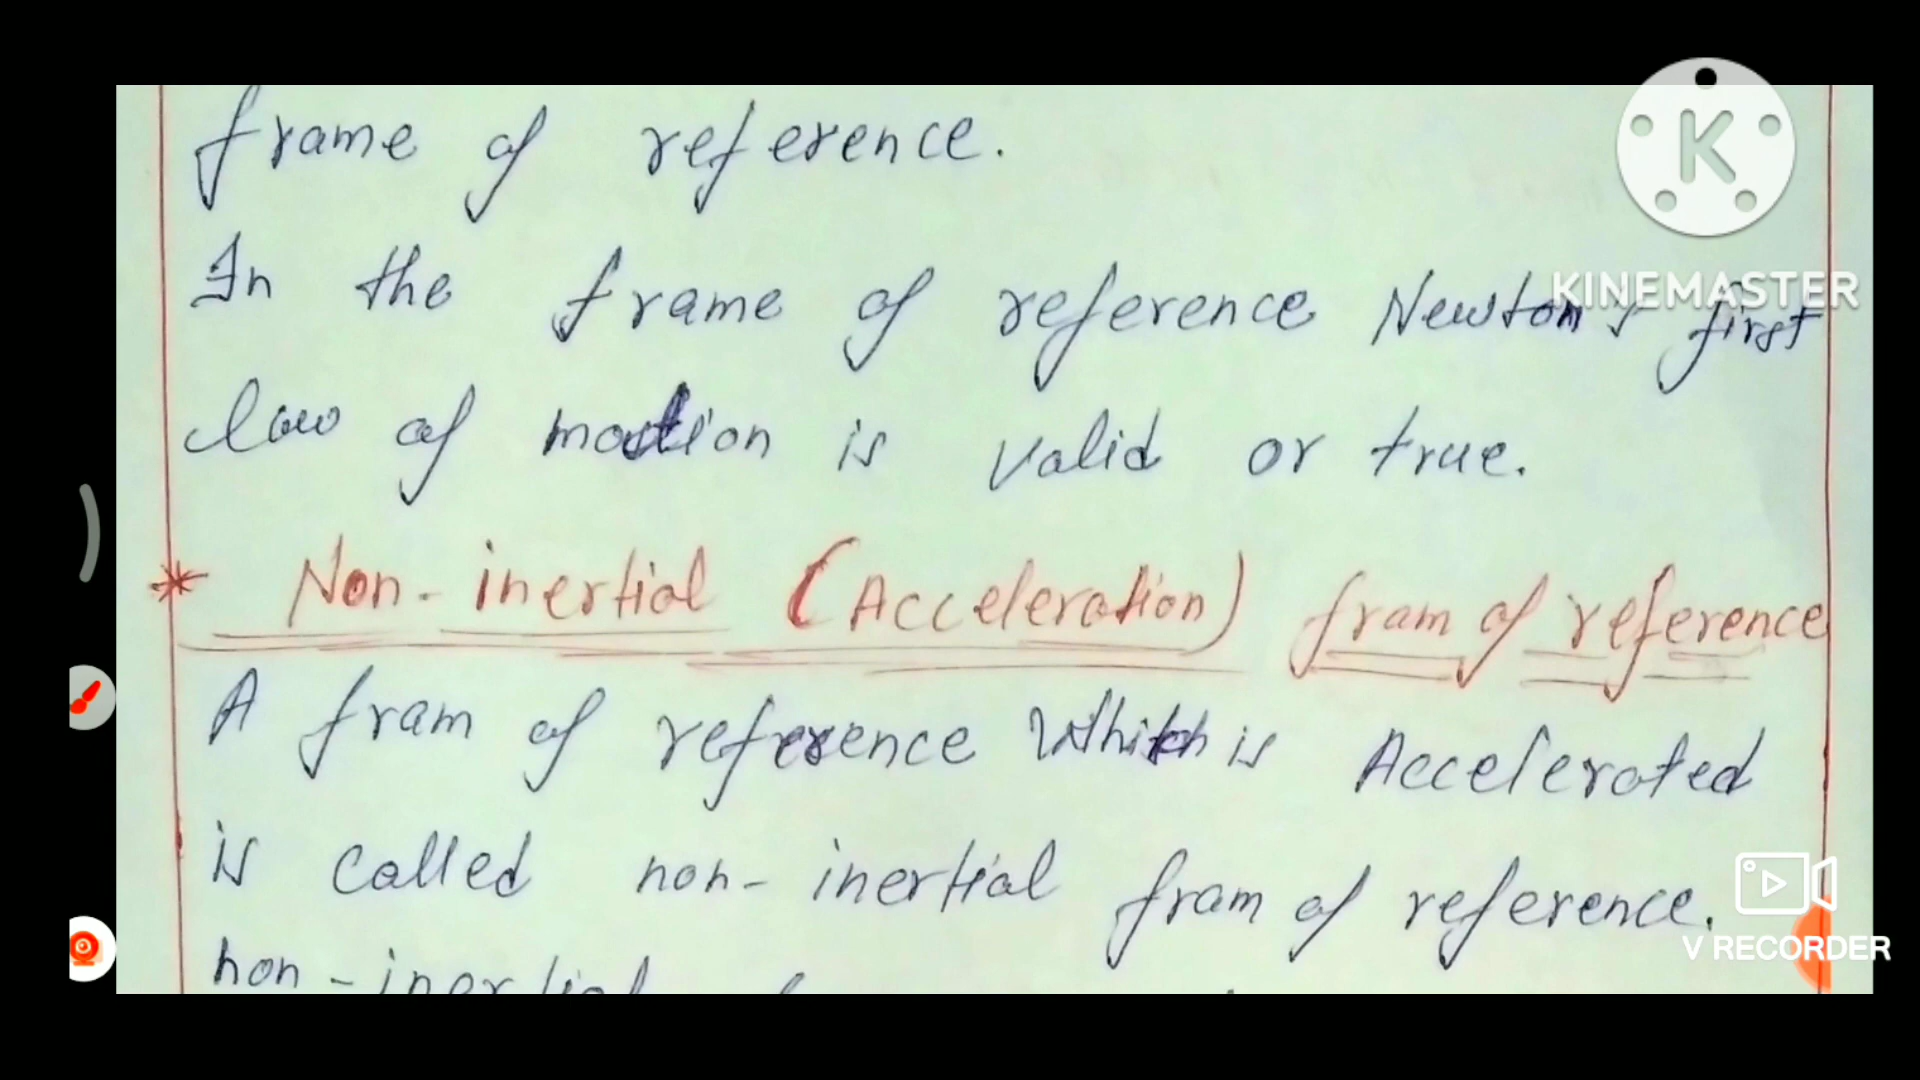 frame of reference.
In the frame of reference Newton's first
law of motion is valid or true.
* Non-inertial (Acceleration) fram of reference
A fram of reference Which is Accelerated
is called non-inertial fram of reference.
non-inertial
K
KINEMASTER
V RECORDER